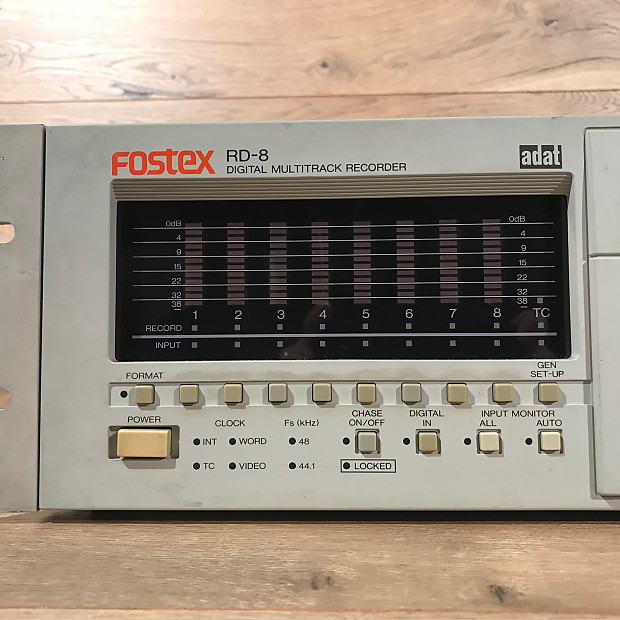 FOSTEX RD-8 adat
DIGITAL MULTITRACK RECORDER
0dB 0dB
4 4
9 9
15 15
22 22
32 32
38 38
1 2 3 4 5 6 7 8 TC
RECORD
INPUT
FORMAT GEN
SET-UP
POWER CLOCK Fs (kHz) CHASE DIGITAL INPUT MONITOR
ON/OFF IN ALL AUTO
INT WORD 48
TC VIDEO 44.1 LOCKED